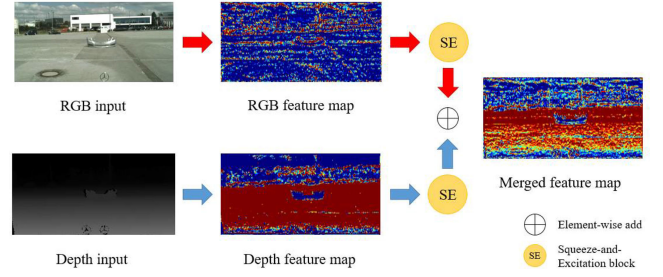 SE
RGB input
RGB feature map
SE
Merged feature map
Element-wise add
Depth input
Depth feature map
SE
Squeeze-and-
Excitation block